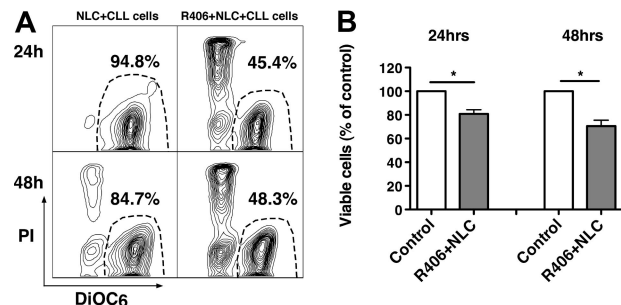 A
NLC+CLL cells
R406+NLC+CLL cells
24h
94.8%
45.4%
48h
84.7%
48.3%
PI
DiOC6
B
24hrs
48hrs
Viable cells (% of control)
120
100
80
60
40
20
0
*
*
Control
R406+NLC
Control
R406+NLC